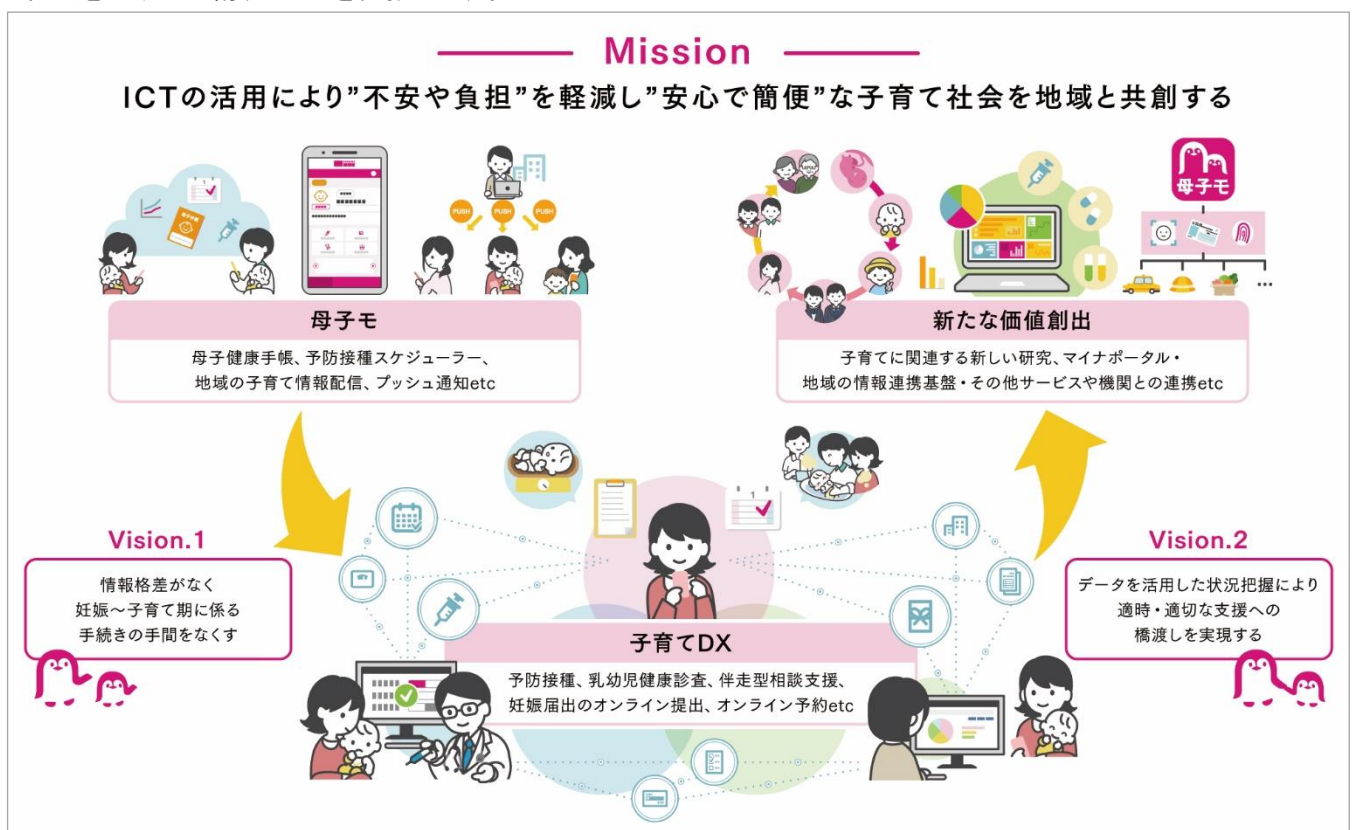 Mission
ICTの活用により”不安や負担”を軽減し”安心で簡便”な子育て社会を地域と共創する
PUSH
PUSH
PUSH
母子モ
母子モ
母子健康手帳、予防接種スケジューラー、
地域の子育て情報配信、プッシュ通知etc
…
新たな価値創出
子育てに関連する新しい研究、マイナポータル・
地域の情報連携基盤・その他サービスや機関との連携etc
Vision.1
情報格差がなく
妊娠〜子育て期に係る
手続きの手間をなくす
1
子育てDX
予防接種、乳幼児健康診査、伴走型相談支援、
妊娠届出のオンライン提出、オンライン予約etc
Vision.2
データを活用した状況把握により
適時・適切な支援への
橋渡しを実現する